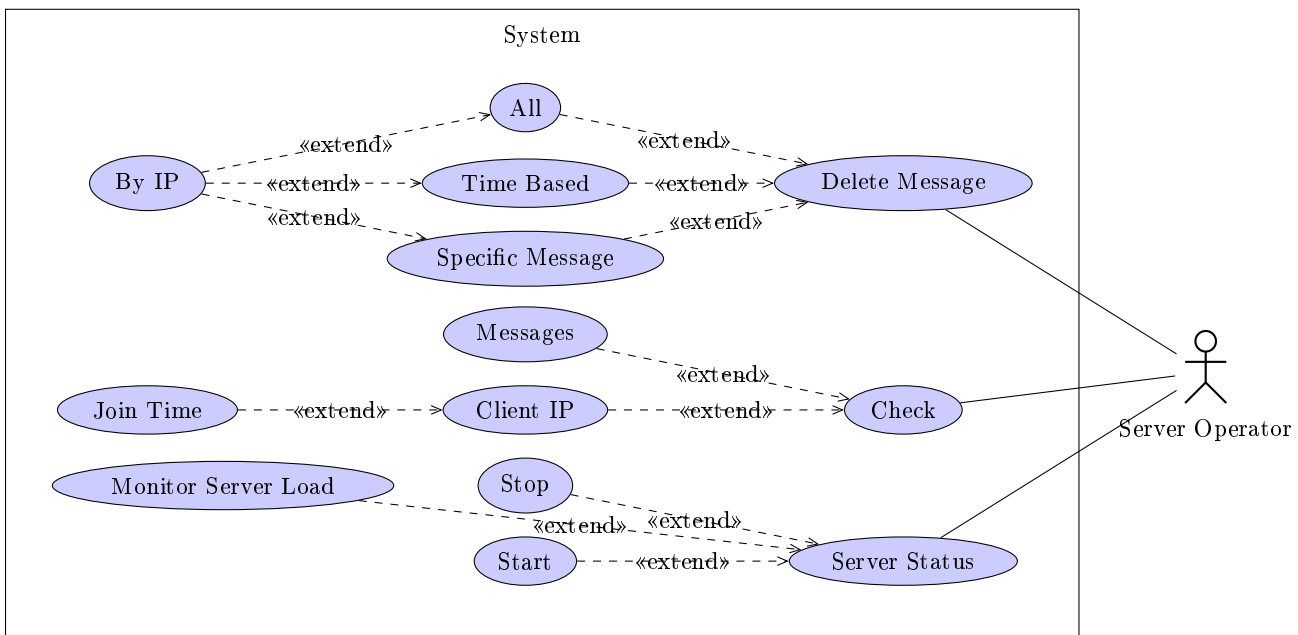 System
All
«extend»
«extend»
By IP
«extend»
Time Based
«extend»
Delete Message
«extend»
«extend»
Specific Message
Messages
«extend»
Join Time
«extend»
Client IP
«extend»
Check
Server Operator
Monitor Server Load
Stop
«extend»
«extend»
Start
«extend»
Server Status